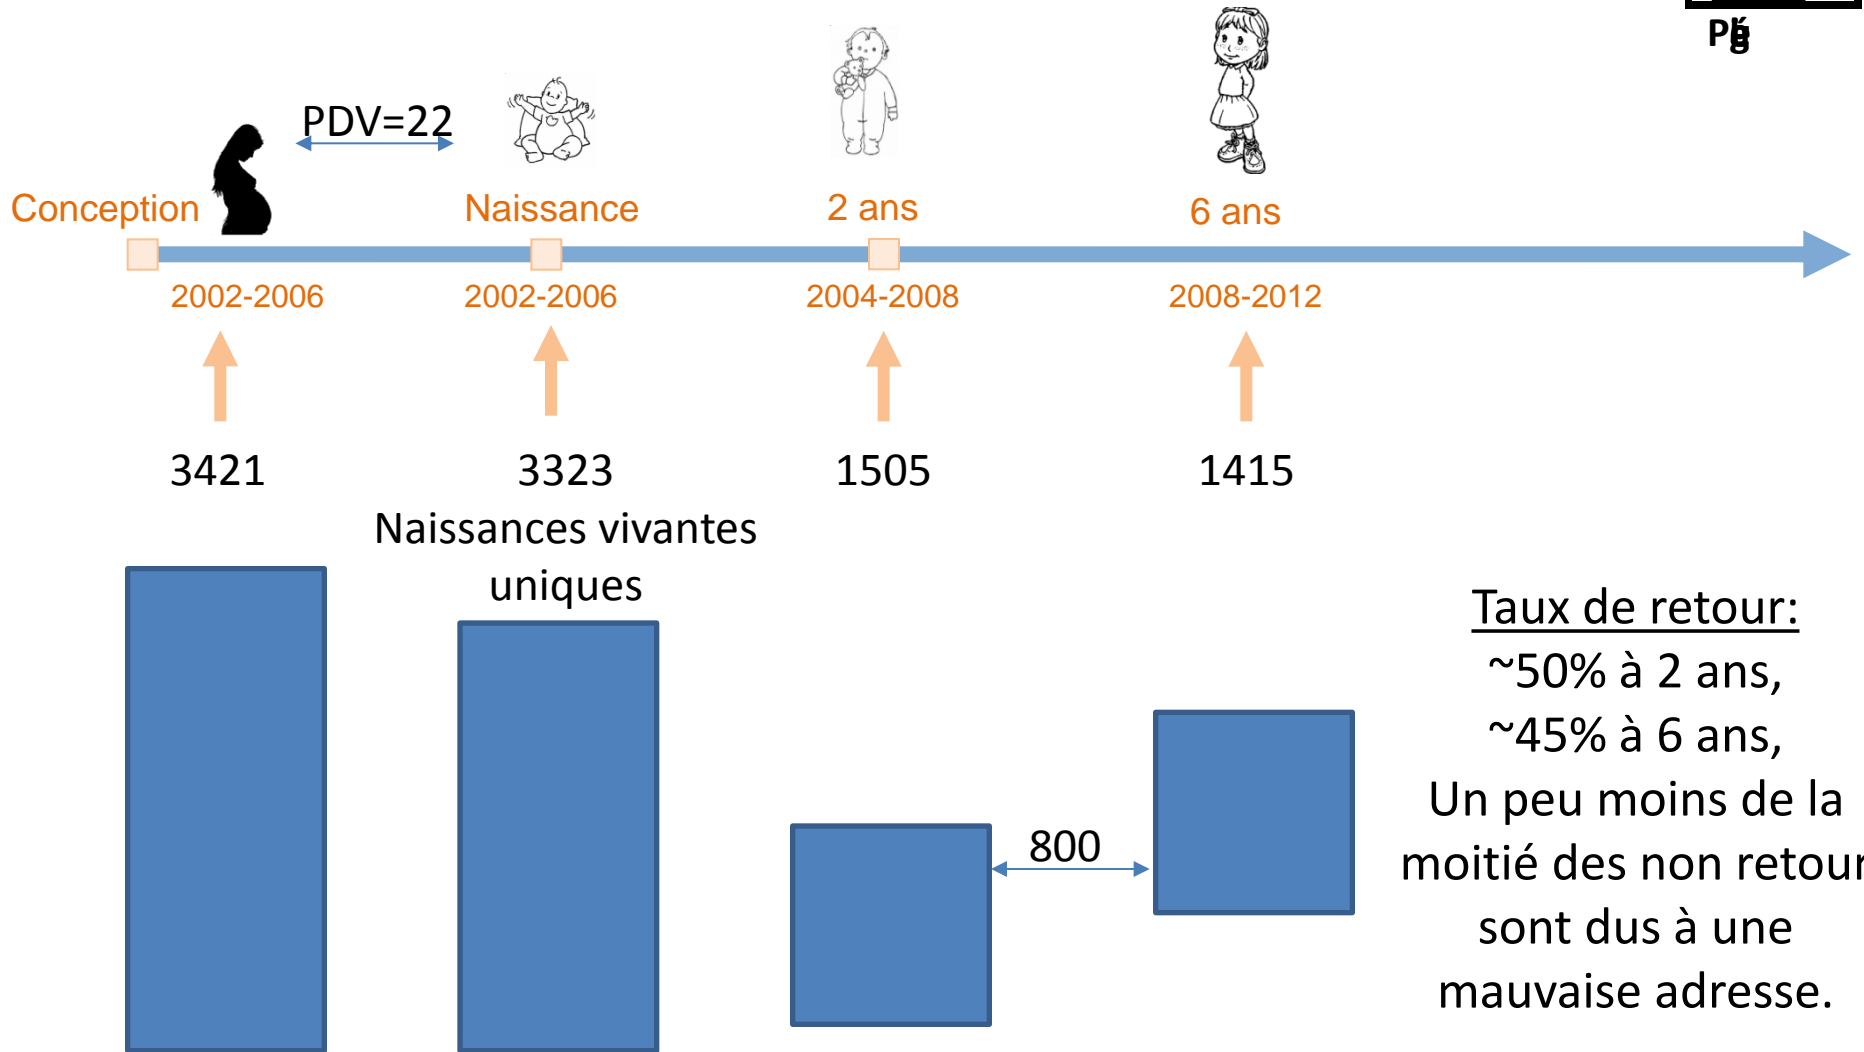 PDV=22
Conception
Naissance
2 ans
6 ans
2002-2006
2002-2006
2004-2008
2008-2012
3421
3323
1505
1415
Naissances vivantes
uniques
800
Taux de retour:
~50% à 2 ans,
~45% à 6 ans,
Un peu moins de la
moitié des non retour
sont dus à une
mauvaise adresse.